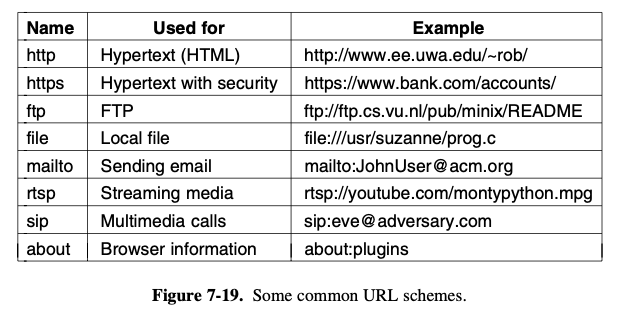 Name Used for Example
http Hypertext (HTML) http://www.ee.uwa.edu/~rob/
https Hypertext with security https://www.bank.com/accounts/
ftp FTP ftp://ftp.cs.vu.nl/pub/minix/README
file Local file file:///usr/suzanne/prog.c
mailto Sending email mailto:JohnUser@acm.org
rtsp Streaming media rtsp://youtube.com/montypython.mpg
sip Multimedia calls sip:eve@adversary.com
about Browser information about:plugins
Figure 7-19. Some common URL schemes.